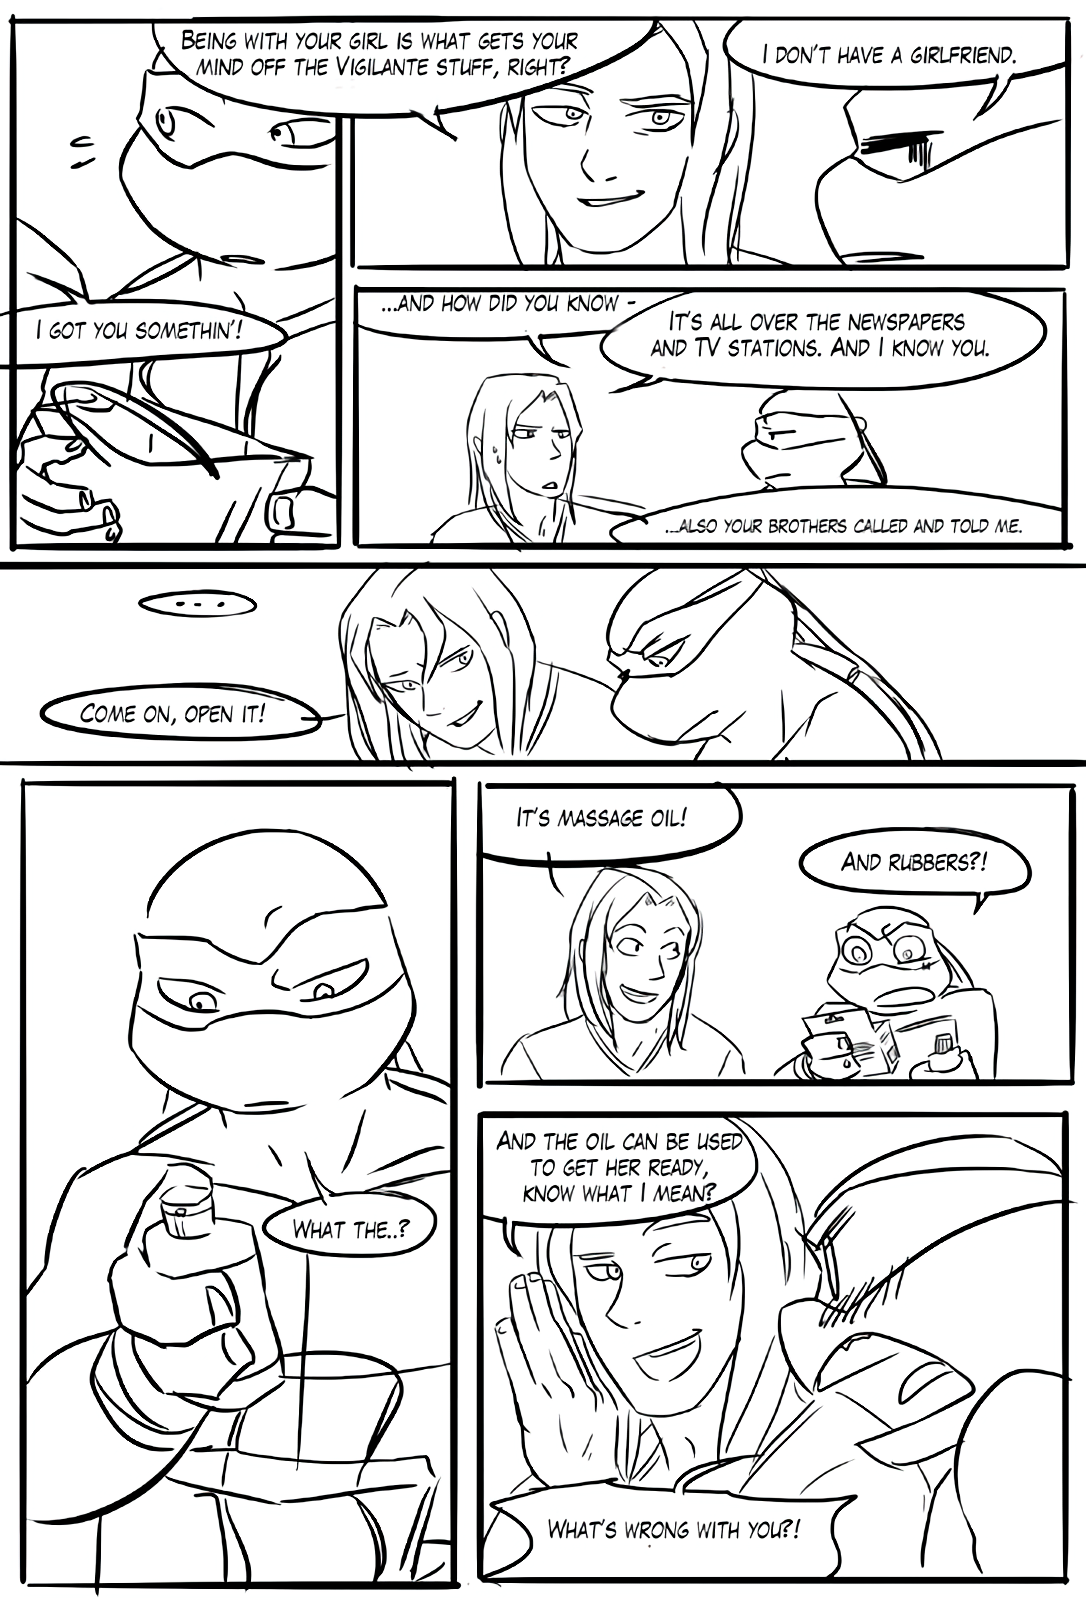 Being with your girl is what gets your
mind off the Vigilante stuff, right?
I don't have a girlfriend.
I got you somethin'!
...and how did you know -
It's all over the newspapers
and TV stations. And I know you.
...also your brothers called and told me.
...
Come on, open it!
What the..?
It's massage oil!
And rubbers?!
And the oil can be used
to get her ready,
know what I mean?
What's wrong with you?!